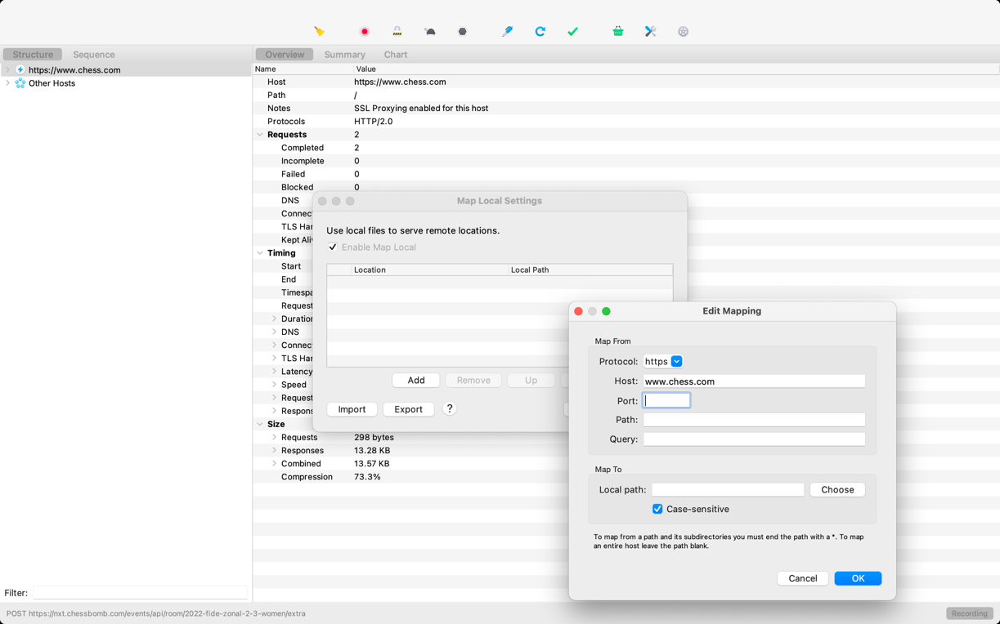 Structure
Sequence
https://www.chess.com
Other Hosts
Filter:
Overview
Summary
Chart
Name
Value
Host
https://www.chess.com
Path
/
Notes
SSL Proxying enabled for this host
Protocols
HTTP/2.0
Requests
2
Completed
2
Incomplete
0
Failed
0
Blocked
0
DNS
Connec
TLS Har
Kept Ali
Timing
Start
End
Timespa
Request
Duration
DNS
Connec
TLS Har
Latency
Speed
Request
Respons
Size
Requests
298 bytes
Responses
13.28 KB
Combined
13.57 KB
Compression
73.3%
Map Local Settings
Use local files to serve remote locations.
Enable Map Local
Location
Local Path
Add
Remove
Up
Import
Export
?
Edit Mapping
Map From
Protocol:
https
Host:
www.chess.com
Port:
Path:
Query:
Map To
Local path:
Choose
Case-sensitive
To map from a path and its subdirectories you must end the path with a *. To map
an entire host leave the path blank.
Cancel
OK
POST https://nxt.chessbomb.com/events/api/room/2022-fide-zonal-2-3-women/extra
Recording